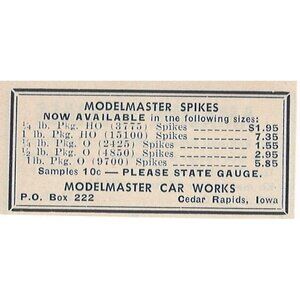 MODELMASTER SPIKES
NOW AVAILABLE in the following sizes:
¼ lb. Pkg. HO (3775) Spikes $1.95
1 lb. Pkg. HO (15100) Spikes 7.35
¼ lb. Pkg. O (2425) Spikes 1.55
½ lb. Pkg. O (4850) Spikes 2.95
1 lb. Pkg. O (9700) Spikes 5.85
Samples 10c — PLEASE STATE GAUGE.
MODELMASTER CAR WORKS
P.O. Box 222 Cedar Rapids, Iowa